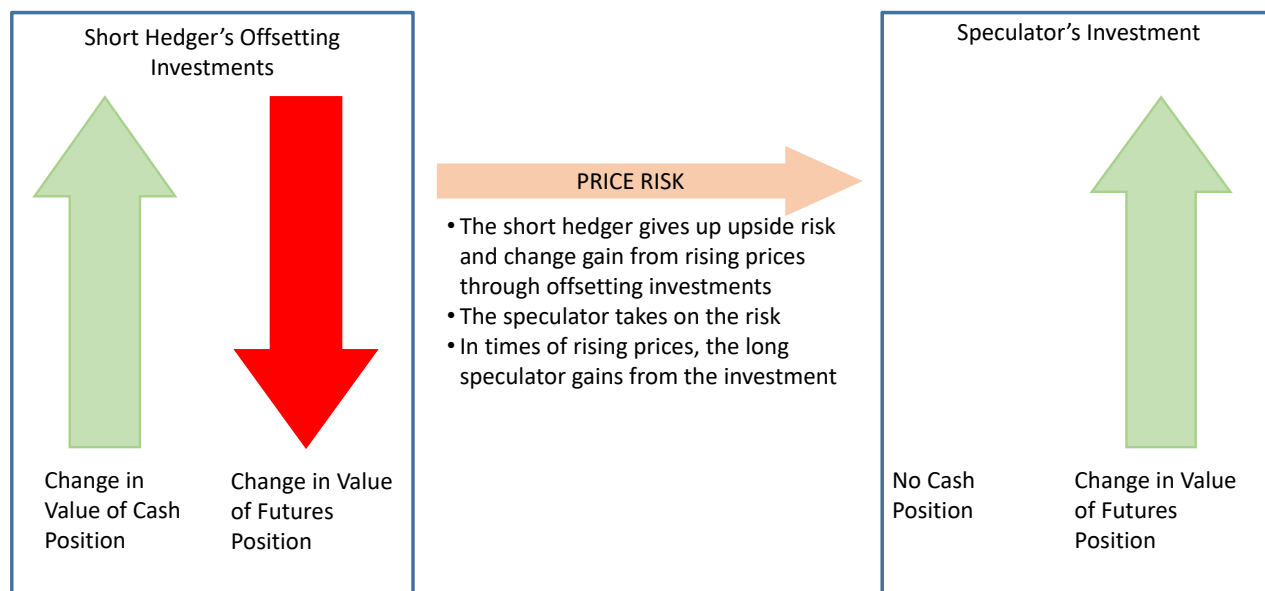 Short Hedger’s Offsetting
Investments
Change in
Value of Cash
Position
Change in Value
of Futures
Position
PRICE RISK
• The short hedger gives up upside risk
and change gain from rising prices
through offsetting investments
• The speculator takes on the risk
• In times of rising prices, the long
speculator gains from the investment
Speculator’s Investment
No Cash
Position
Change in Value
of Futures
Position